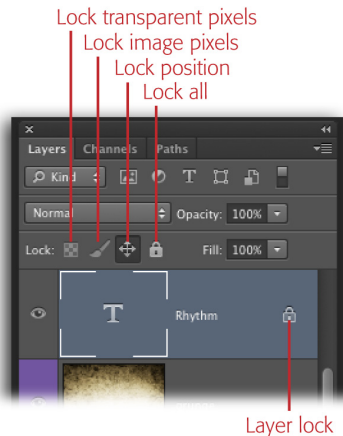 Lock transparent pixels
Lock image pixels
Lock position
Lock all
Layers Channels Paths
Kind T
Normal Opacity: 100%
Lock: Fill: 100%
T Rhythm
Layer lock